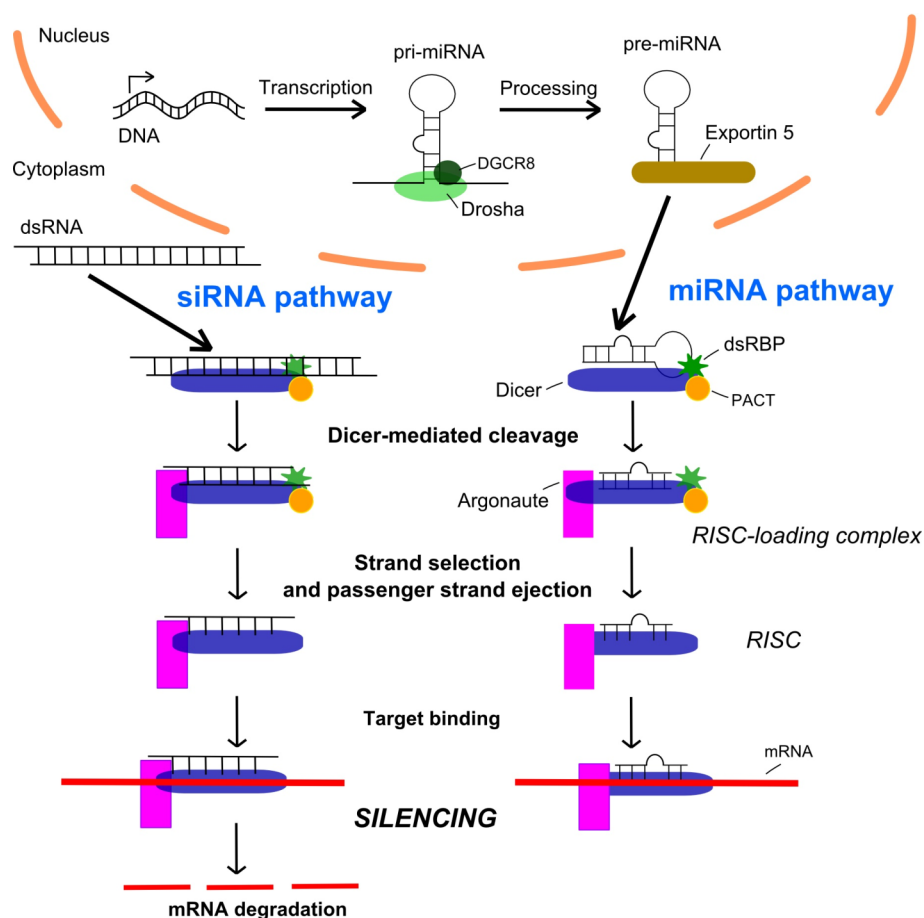 Nucleus
pri-miRNA
pre-miRNA
Transcription
Processing
DNA
Exportin 5
Cytoplasm
DGCR8
Drosha
dsRNA
siRNA pathway
miRNA pathway
dsRBP
Dicer
PACT
Dicer-mediated cleavage
Argonaute
RISC-loading complex
Strand selection
and passenger strand ejection
RISC
Target binding
mRNA
SILENCING
mRNA degradation